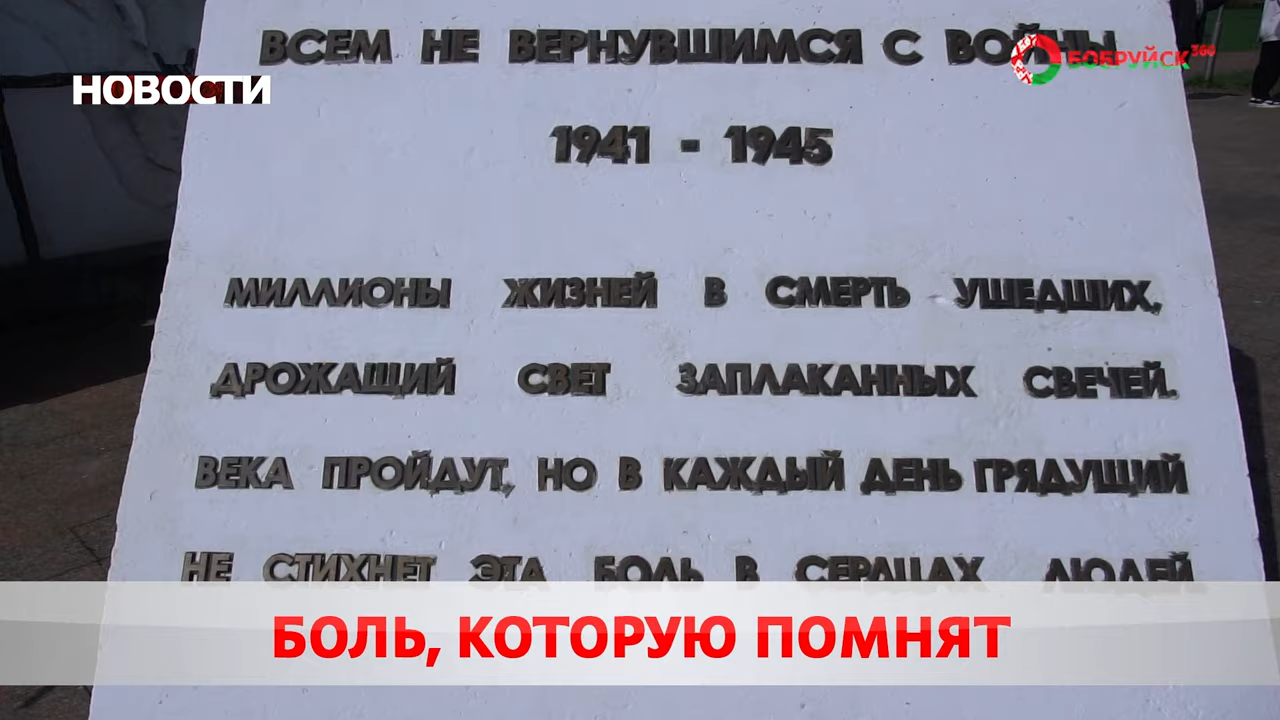 ВСЕМ НЕ ВЕРНУВШИМСЯ С ВОЙНЫ
БОБРУЙСК 360
НОВОСТИ
1941 - 1945
МИЛЛИОНЫ ЖИЗНЕЙ В СМЕРТЬ УШЕДШИХ,
ДРОЖАЩИЙ СВЕТ ЗАПЛАКАННЫХ СВЕЧЕЙ.
ВЕКА ПРОЙДУТ, НО В КАЖДЫЙ ДЕНЬ ГРЯДУЩИЙ
НЕ СТИХНЕТ ЭТА БОЛЬ В СЕРДЦАХ ЛЮДЕЙ
БОЛЬ, КОТОРУЮ ПОМНЯТ